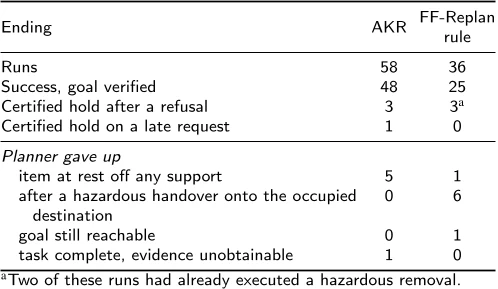 Ending AKR FF-Replan rule
Runs 58 36
Success, goal verified 48 25
Certified hold after a refusal 3 3a
Certified hold on a late request 1 0
Planner gave up
item at rest off any support 5 1
after a hazardous handover onto the occupied 0 6
destination
goal still reachable 0 1
task complete, evidence unobtainable 1 0
aTwo of these runs had already executed a hazardous removal.